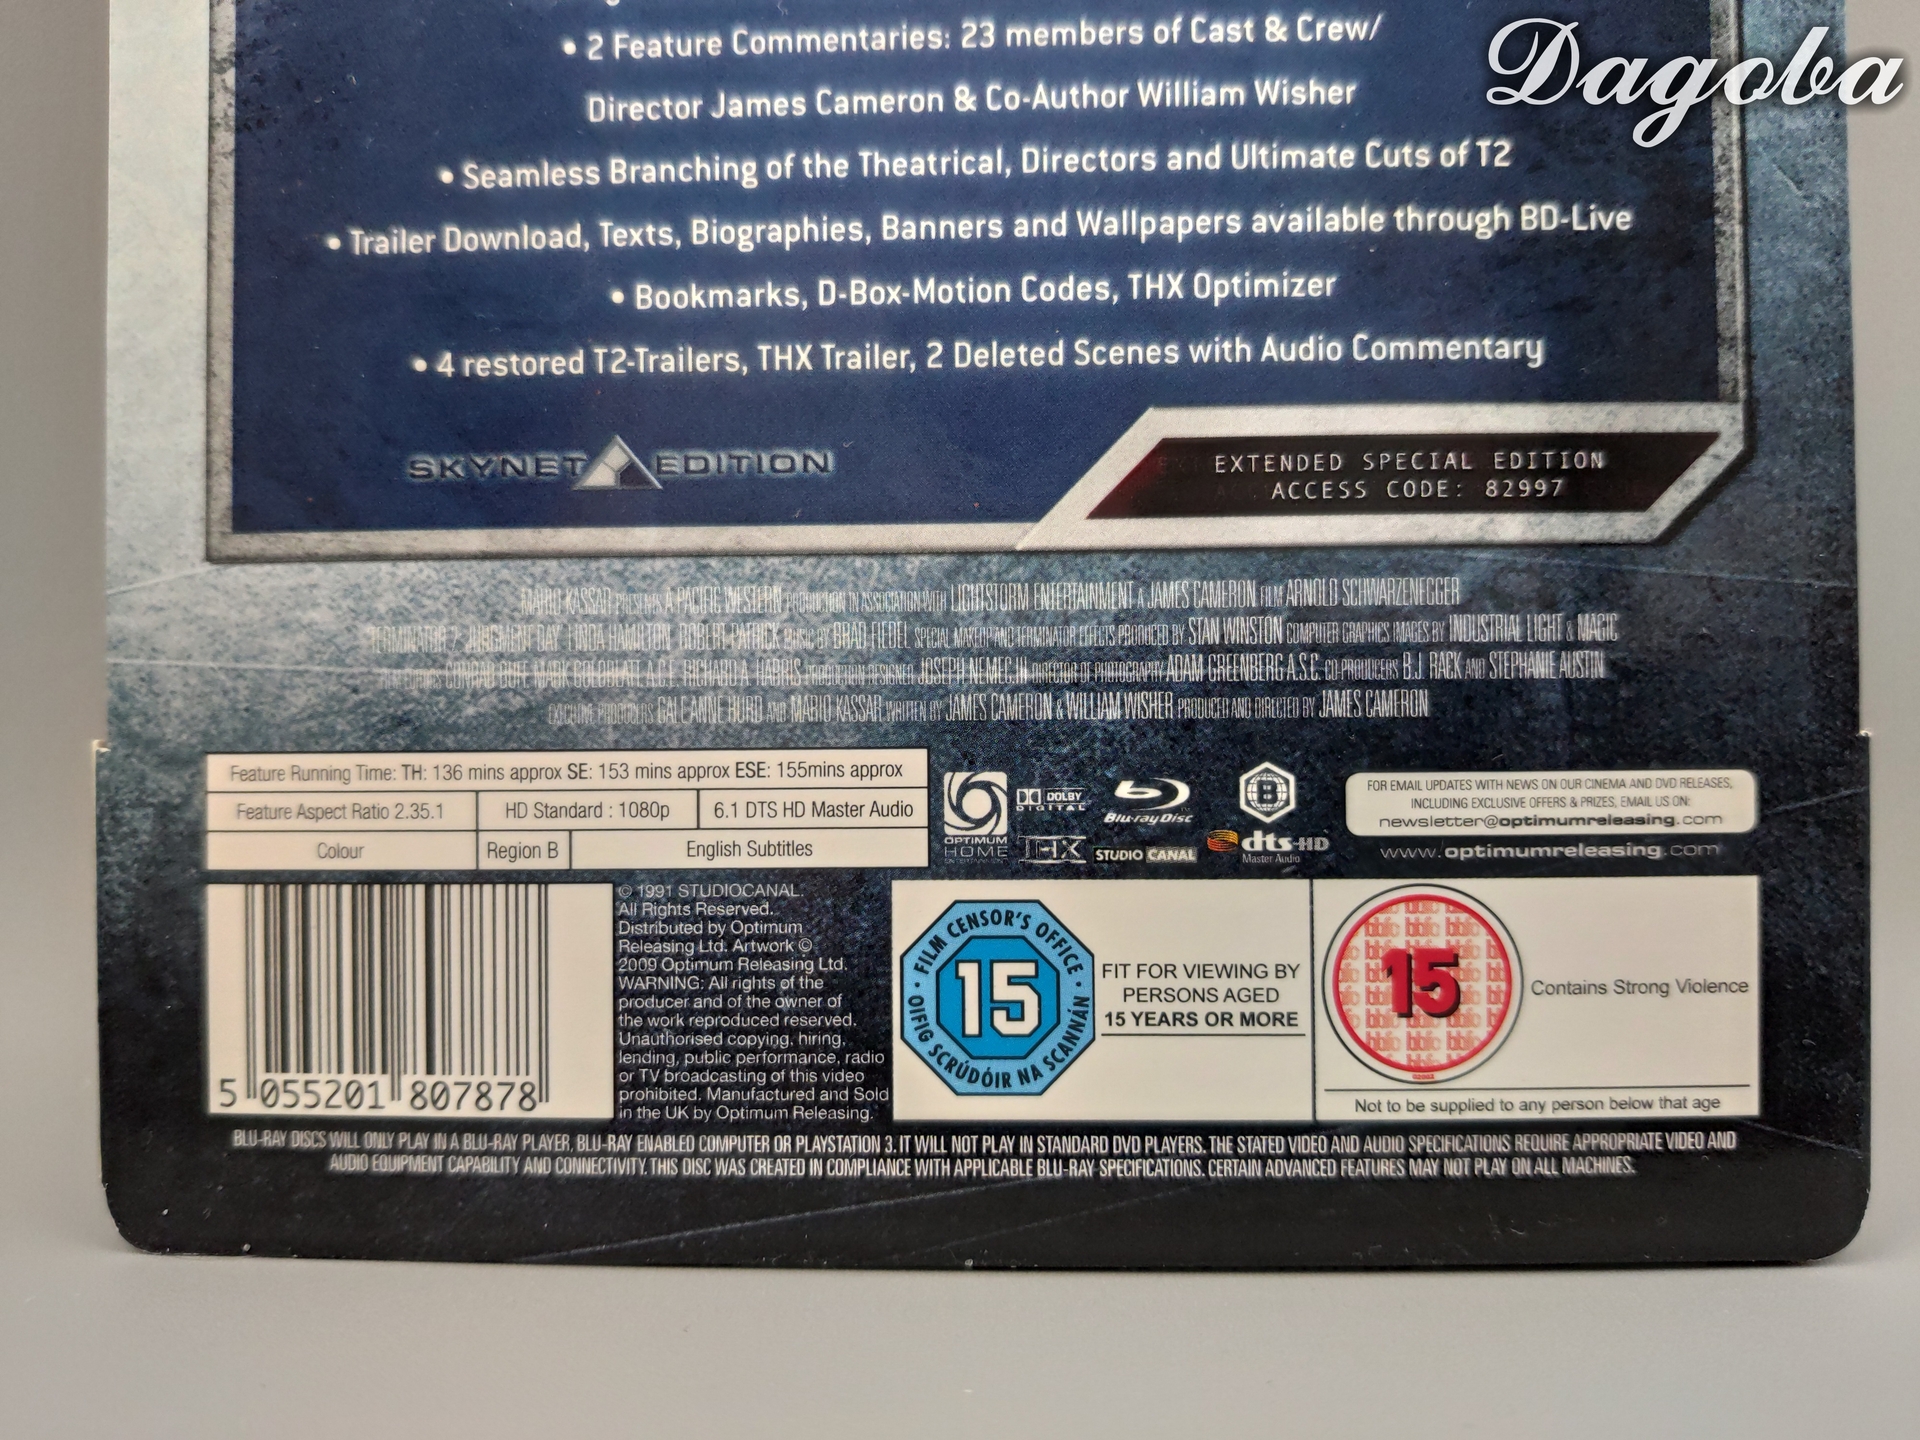 Dagoba
• 2 Feature Commentaries: 23 members of Cast & Crew/
Director James Cameron & Co-Author William Wisher
• Seamless Branching of the Theatrical, Directors and Ultimate Cuts of T2
• Trailer Download, Texts, Biographies, Banners and Wallpapers available through BD-Live
• Bookmarks, D-Box-Motion Codes, THX Optimizer
• 4 restored T2-Trailers, THX Trailer, 2 Deleted Scenes with Audio Commentary
SKYNET EDITION
EXTENDED SPECIAL EDITION
ACCESS CODE: 82997
MARIO KASSAR PRESENTS A PACIFIC WESTERN PRODUCTION IN ASSOCIATION WITH LIGHTSTORM ENTERTAINMENT A JAMES CAMERON FILM ARNOLD SCHWARZENEGGER
TERMINATOR 2: JUDGMENT DAY LINDA HAMILTON ROBERT PATRICK MUSIC BY BRAD FIEDEL SPECIAL MAKEUP AND TERMINATOR EFFECTS PRODUCED BY STAN WINSTON COMPUTER GRAPHICS IMAGES BY INDUSTRIAL LIGHT & MAGIC
FILM EDITORS CONRAD BUFF MARK GOLDBLATT A.C.E. RICHARD A. HARRIS PRODUCTION DESIGNER JOSEPH NEMEC,III DIRECTOR OF PHOTOGRAPHY ADAM GREENBERG A.S.C. CO-PRODUCERS B.J. RACK AND STEPHANIE AUSTIN
EXECUTIVE PRODUCERS GALE ANNE HURD AND MARIO KASSAR WRITTEN BY JAMES CAMERON & WILLIAM WISHER PRODUCED AND DIRECTED BY JAMES CAMERON
Feature Running Time: TH: 136 mins approx SE: 153 mins approx ESE: 155mins approx
Feature Aspect Ratio 2.35.1
HD Standard : 1080p
6.1 DTS HD Master Audio
Colour
Region B
English Subtitles
OPTIMUM
HOME
ENTERTAINMENT
DOLBY
DIGITAL
THX
Blu-ray Disc
STUDIO CANAL
B
dts-HD
Master Audio
FOR EMAIL UPDATES WITH NEWS ON OUR CINEMA AND DVD RELEASES,
INCLUDING EXCLUSIVE OFFERS & PRIZES, EMAIL US ON:
newsletter@optimumreleasing.com
www.optimumreleasing.com
5 055201 807878
© 1991 STUDIOCANAL.
All Rights Reserved.
Distributed by Optimum
Releasing Ltd. Artwork ©
2009 Optimum Releasing Ltd.
WARNING: All rights of the
producer and of the owner of
the work reproduced reserved.
Unauthorised copying, hiring,
lending, public performance, radio
or TV broadcasting of this video
prohibited. Manufactured and Sold
in the UK by Optimum Releasing.
FILM CENSOR'S OFFICE
15
OIFIG SCRÚDÓIR NA SCANNÁN
FIT FOR VIEWING BY
PERSONS AGED
15 YEARS OR MORE
15
Contains Strong Violence
Not to be supplied to any person below that age
BLU-RAY DISCS WILL ONLY PLAY IN A BLU-RAY PLAYER, BLU-RAY ENABLED COMPUTER OR PLAYSTATION 3. IT WILL NOT PLAY IN STANDARD DVD PLAYERS. THE STATED VIDEO AND AUDIO SPECIFICATIONS REQUIRE APPROPRIATE VIDEO AND
AUDIO EQUIPMENT CAPABILITY AND CONNECTIVITY. THIS DISC WAS CREATED IN COMPLIANCE WITH APPLICABLE BLU-RAY SPECIFICATIONS. CERTAIN ADVANCED FEATURES MAY NOT PLAY ON ALL MACHINES.